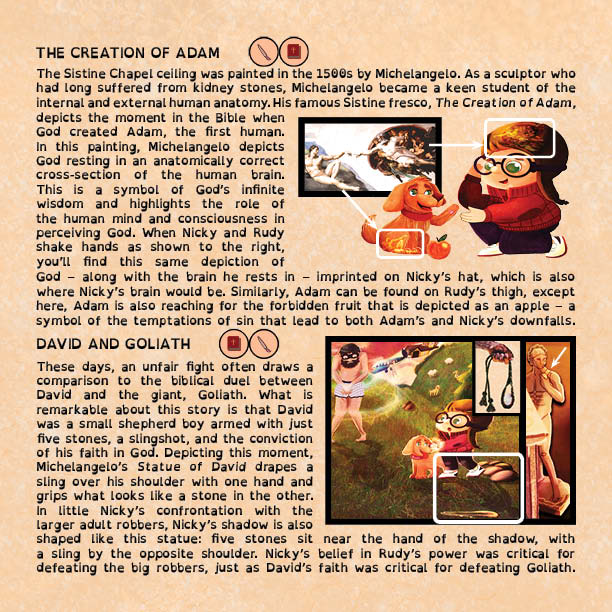 THE CREATION OF ADAM
The Sistine Chapel ceiling was painted in the 1500s by Michelangelo. As a sculptor who
had long suffered from kidney stones, Michelangelo became a keen student of the
internal and external human anatomy. His famous Sistine fresco, The Creation of Adam,
depicts the moment in the Bible when
God created Adam, the first human.
In this painting, Michelangelo depicts
God resting in an anatomically correct
cross-section of the human brain.
This is a symbol of God's infinite
wisdom and highlights the role of
the human mind and consciousness in
perceiving God. When Nicky and Rudy
shake hands as shown to the right,
you'll find this same depiction of
God – along with the brain he rests in – imprinted on Nicky's hat, which is also
where Nicky's brain would be. Similarly, Adam can be found on Rudy's thigh, except
here, Adam is also reaching for the forbidden fruit that is depicted as an apple – a
symbol of the temptations of sin that lead to both Adam's and Nicky's downfalls.
DAVID AND GOLIATH
These days, an unfair fight often draws a
comparison to the biblical duel between
David and the giant, Goliath. What is
remarkable about this story is that David
was a small shepherd boy armed with just
five stones, a slingshot, and the conviction
of his faith in God. Depicting this moment,
Michelangelo's Statue of David drapes a
sling over his shoulder with one hand and
grips what looks like a stone in the other.
In little Nicky's confrontation with the
larger adult robbers, Nicky's shadow is also
shaped like this statue: five stones sit near the hand of the shadow, with
a sling by the opposite shoulder. Nicky's belief in Rudy's power was critical for
defeating the big robbers, just as David's faith was critical for defeating Goliath.